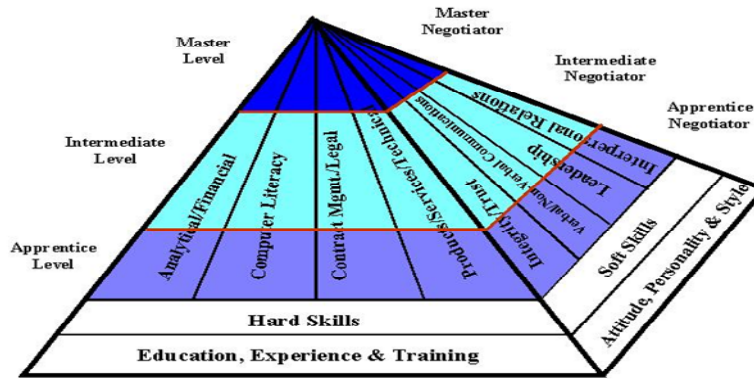 Master
Level
Master
Negotiator
Intermediate
Negotiator
Apprentice
Negotiator
Intermediate
Level
Apprentice
Level
Analytical/Financial
Computer Literacy
Contract Mgmt./Legal
Products/Services/Technical
Integrity/Trust
Verbal/Non-Verbal Communications
Leadership
Interpersonal Relations
Hard Skills
Education, Experience & Training
Soft Skills
Attitude, Personality & Style